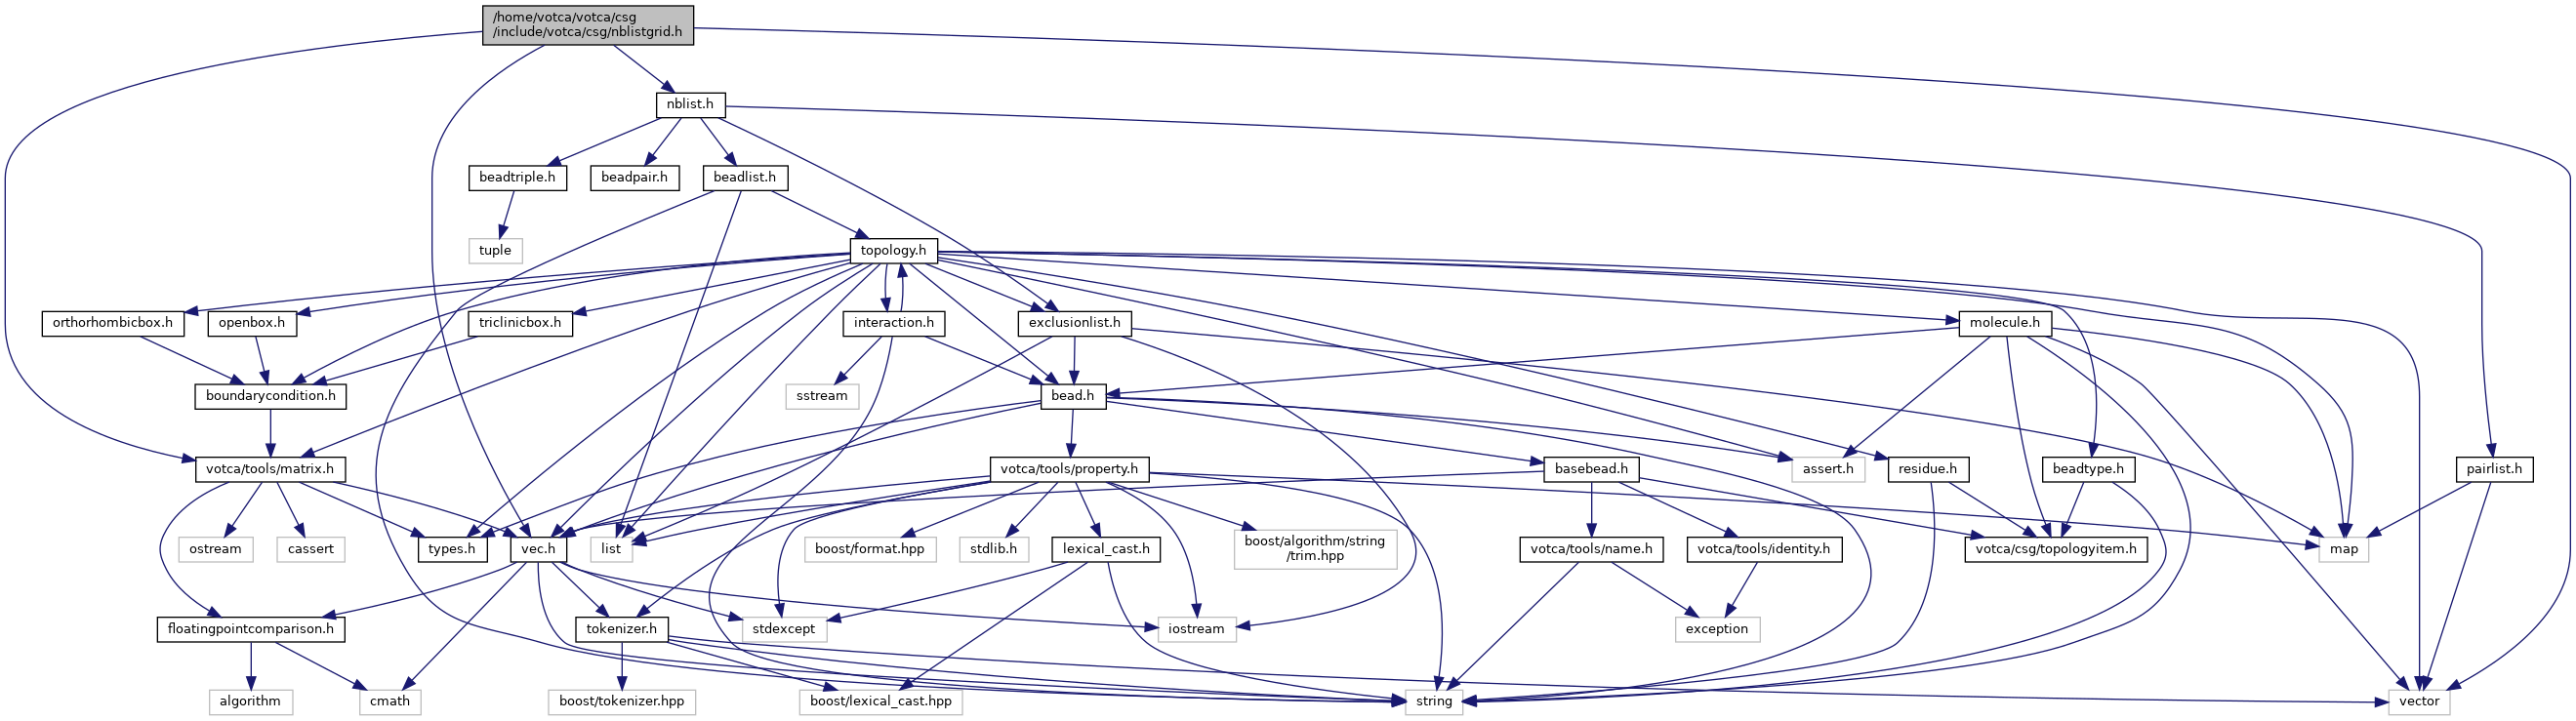 /home/votca/votca/csg
/include/votca/csg/nblistgrid.h
nblist.h
beadtriple.h
beadpair.h
beadlist.h
tuple
topology.h
orthorhombicbox.h
openbox.h
triclinicbox.h
interaction.h
exclusionlist.h
molecule.h
boundarycondition.h
sstream
bead.h
votca/tools/matrix.h
votca/tools/property.h
basebead.h
assert.h
residue.h
beadtype.h
pairlist.h
ostream
cassert
types.h
vec.h
list
boost/format.hpp
stdlib.h
lexical_cast.h
boost/algorithm/string
/trim.hpp
votca/tools/name.h
votca/tools/identity.h
votca/csg/topologyitem.h
map
floatingpointcomparison.h
tokenizer.h
stdexcept
iostream
exception
algorithm
cmath
boost/tokenizer.hpp
boost/lexical_cast.hpp
string
vector